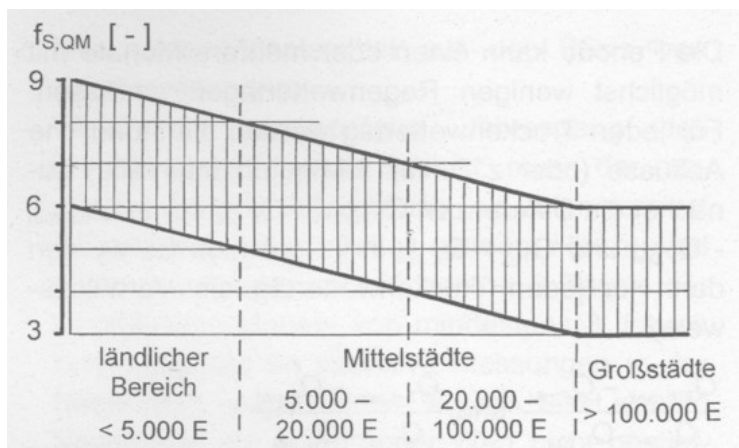 f S,QM [ - ]
9
6
3
ländlicher
Bereich
< 5.000 E
Mittelstädte
5.000 -
20.000 E
20.000 -
100.000 E
Großstädte
> 100.000 E